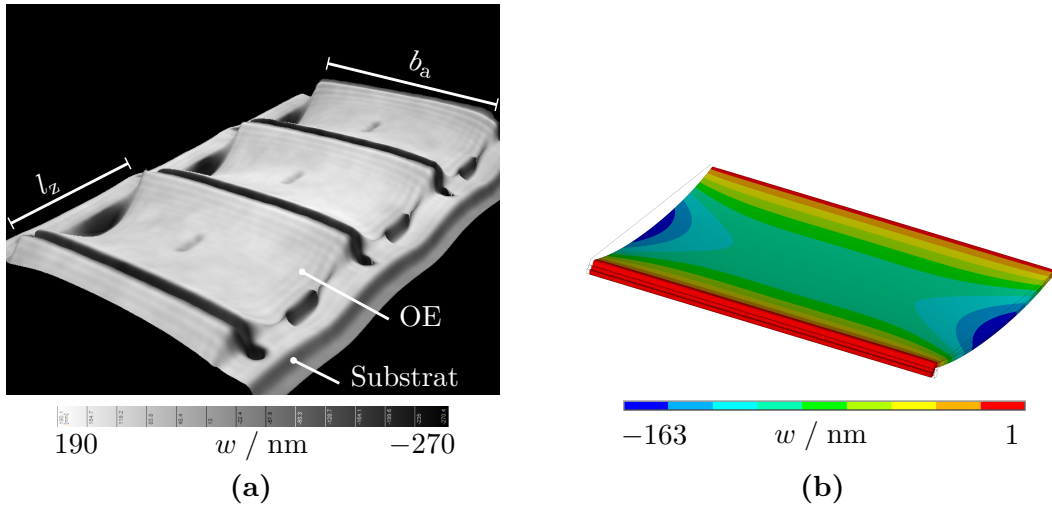 b_a
l_z
OE
Substrat
190 w / nm −270
(a)
−163 w / nm 1
(b)